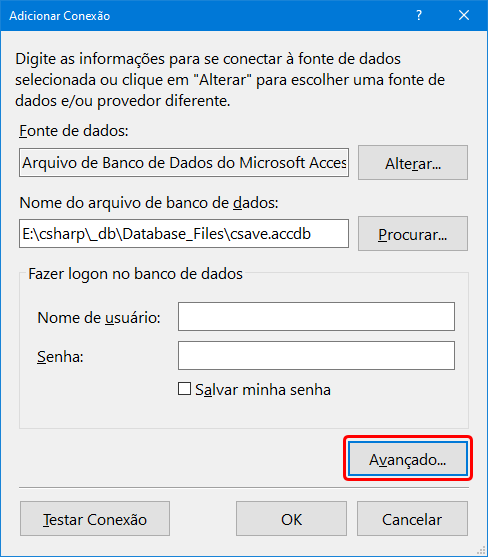 Adicionar Conexão
Digite as informações para se conectar à fonte de dados
selecionada ou clique em "Alterar" para escolher uma fonte de
dados e/ou provedor diferente.
Fonte de dados:
Arquivo de Banco de Dados do Microsoft Acces
Alterar...
Nome do arquivo de banco de dados:
E:\csharp\_db\Database_Files\csave.accdb
Procurar...
Fazer logon no banco de dados
Nome de usuário:
Senha:
Salvar minha senha
Avançado...
Testar Conexão
OK
Cancelar